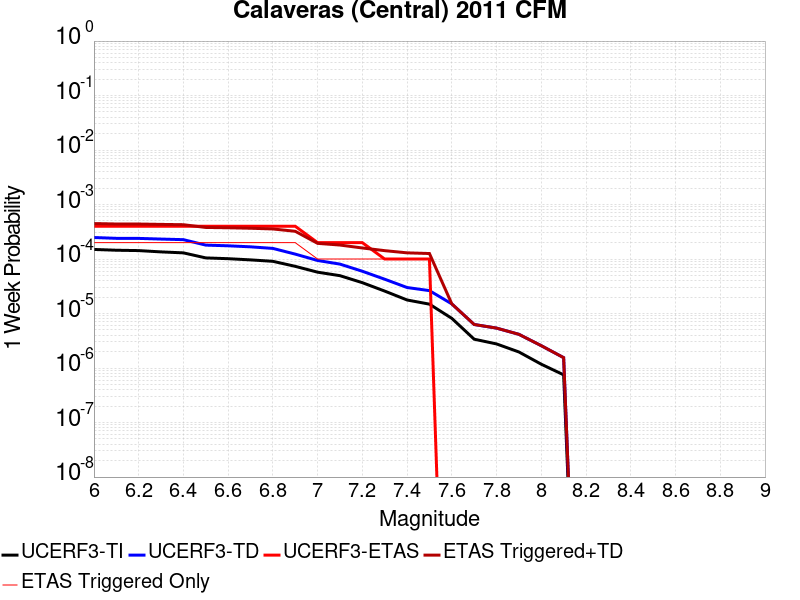 Calaveras (Central) 2011 CFM
1 Week Probability
10^0
10^-1
10^-2
10^-3
10^-4
10^-5
10^-6
10^-7
10^-8
6 6.2 6.4 6.6 6.8 7 7.2 7.4 7.6 7.8 8 8.2 8.4 8.6 8.8 9
Magnitude
UCERF3-TI UCERF3-TD UCERF3-ETAS ETAS Triggered+TD
ETAS Triggered Only